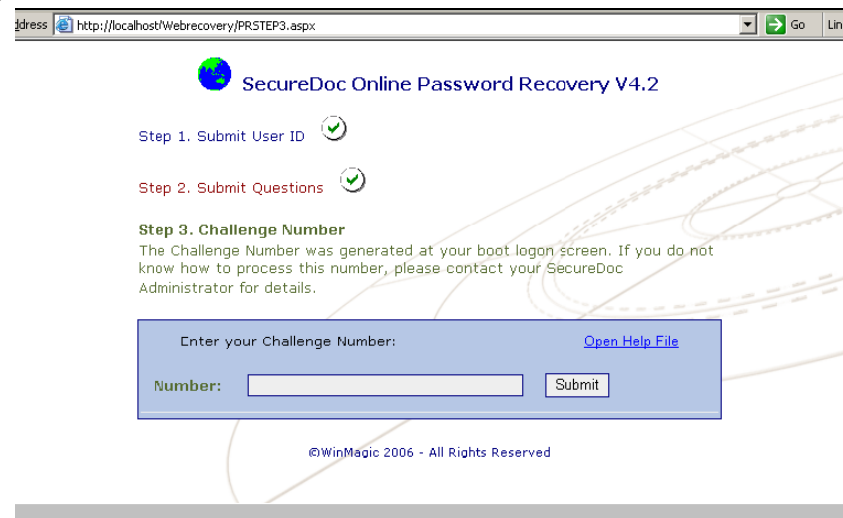 ddress http://localhost/Webrecovery/PRSTEP3.aspx Go Lin
SecureDoc Online Password Recovery V4.2
Step 1. Submit User ID
Step 2. Submit Questions
Step 3. Challenge Number
The Challenge Number was generated at your boot logon screen. If you do not
know how to process this number, please contact your SecureDoc
Administrator for details.
Enter your Challenge Number: Open Help File
Number: Submit
©WinMagic 2006 - All Rights Reserved